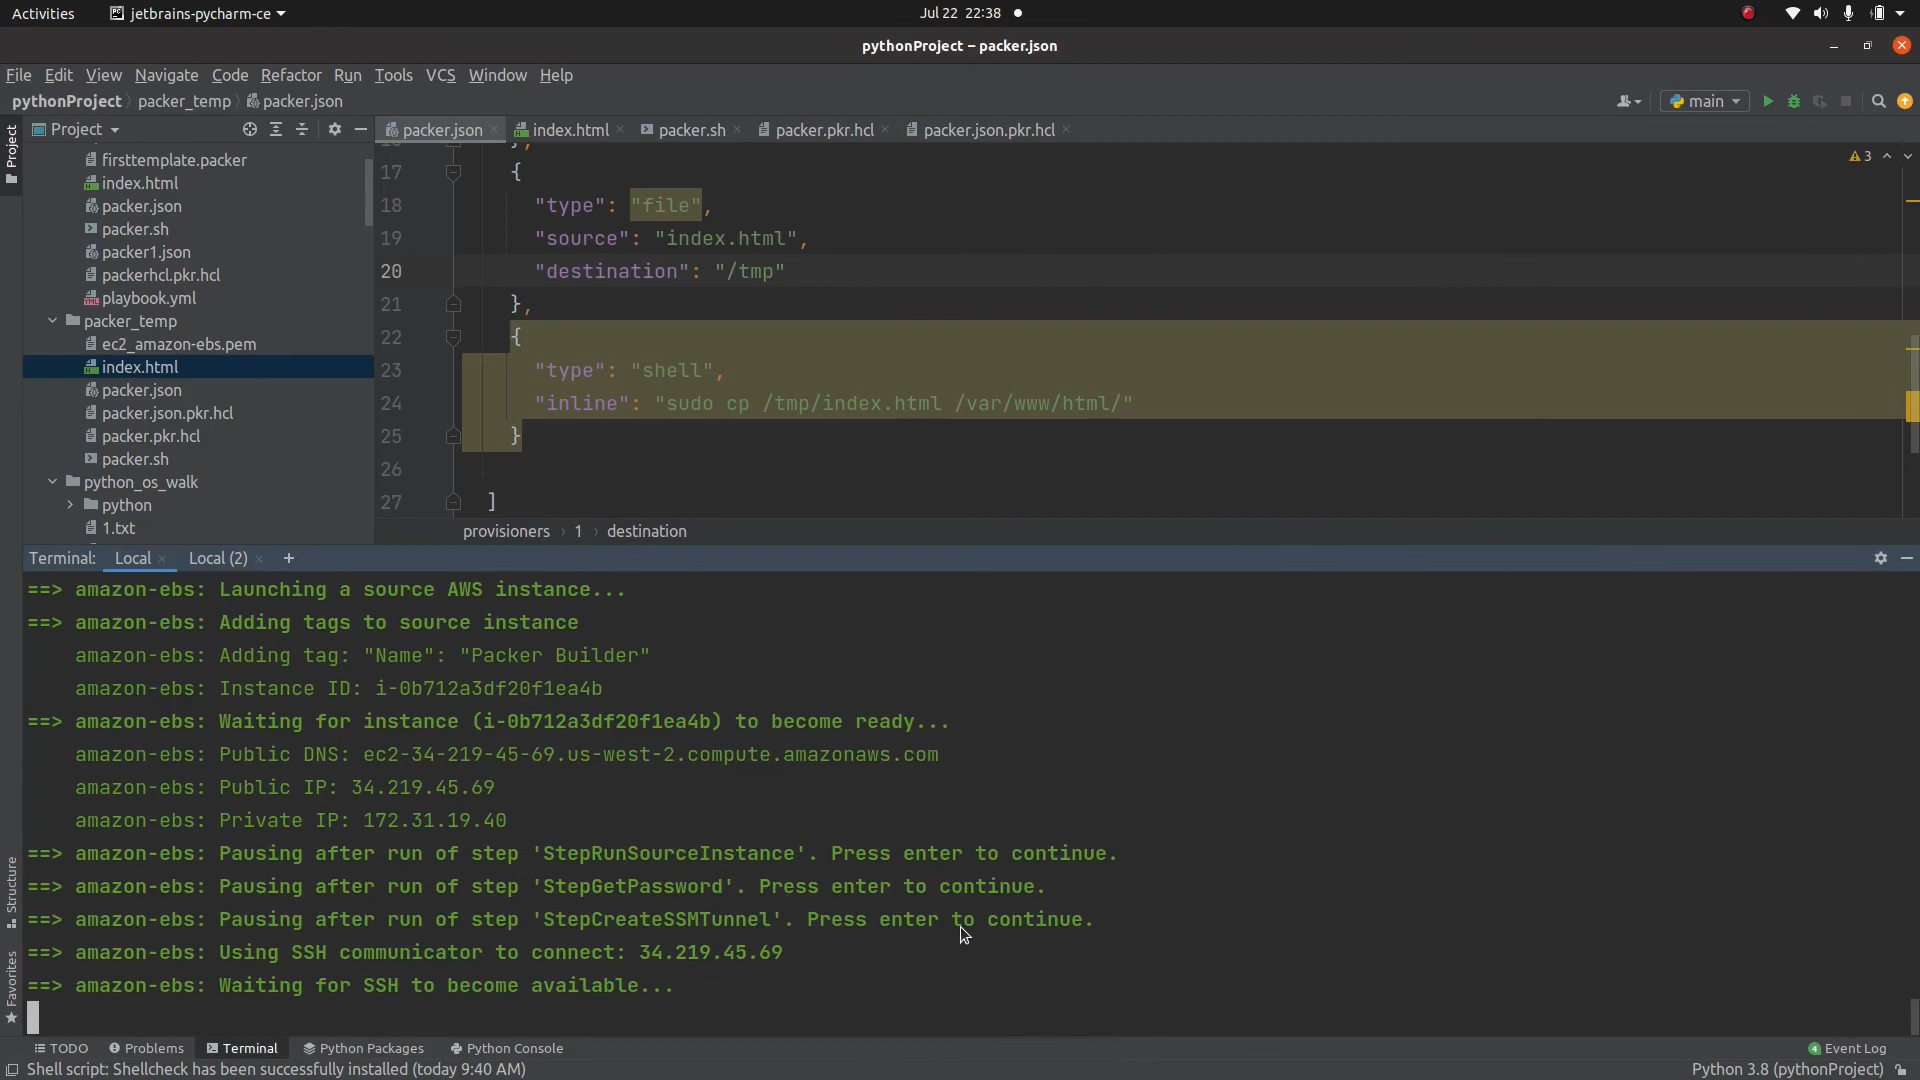 Activities
jetbrains-pycharm-ce
Jul 22 22:38
pythonProject – packer.json
File Edit View Navigate Code Refactor Run Tools VCS Window Help
pythonProject packer_temp packer.json
main
Project
Project
packer.json
index.html
packer.sh
packer.pkr.hcl
packer.json.pkr.hcl
firsttemplate.packer
index.html
packer.json
packer.sh
packer1.json
packerhcl.pkr.hcl
playbook.yml
packer_temp
ec2_amazon-ebs.pem
index.html
packer.json
packer.json.pkr.hcl
packer.pkr.hcl
packer.sh
python_os_walk
python
1.txt
3
17 {
18 "type": "file",
19 "source": "index.html",
20 "destination": "/tmp"
21 },
22 {
23 "type": "shell",
24 "inline": "sudo cp /tmp/index.html /var/www/html/"
25 }
26
27 ]
provisioners › 1 › destination
Terminal: Local Local (2) +
==> amazon-ebs: Launching a source AWS instance...
==> amazon-ebs: Adding tags to source instance
amazon-ebs: Adding tag: "Name": "Packer Builder"
amazon-ebs: Instance ID: i-0b712a3df20f1ea4b
==> amazon-ebs: Waiting for instance (i-0b712a3df20f1ea4b) to become ready...
amazon-ebs: Public DNS: ec2-34-219-45-69.us-west-2.compute.amazonaws.com
amazon-ebs: Public IP: 34.219.45.69
amazon-ebs: Private IP: 172.31.19.40
==> amazon-ebs: Pausing after run of step 'StepRunSourceInstance'. Press enter to continue.
==> amazon-ebs: Pausing after run of step 'StepGetPassword'. Press enter to continue.
==> amazon-ebs: Pausing after run of step 'StepCreateSSMTunnel'. Press enter to continue.
==> amazon-ebs: Using SSH communicator to connect: 34.219.45.69
==> amazon-ebs: Waiting for SSH to become available...
Structure
Favorites
TODO Problems Terminal Python Packages Python Console
4 Event Log
Shell script: Shellcheck has been successfully installed (today 9:40 AM)
Python 3.8 (pythonProject)